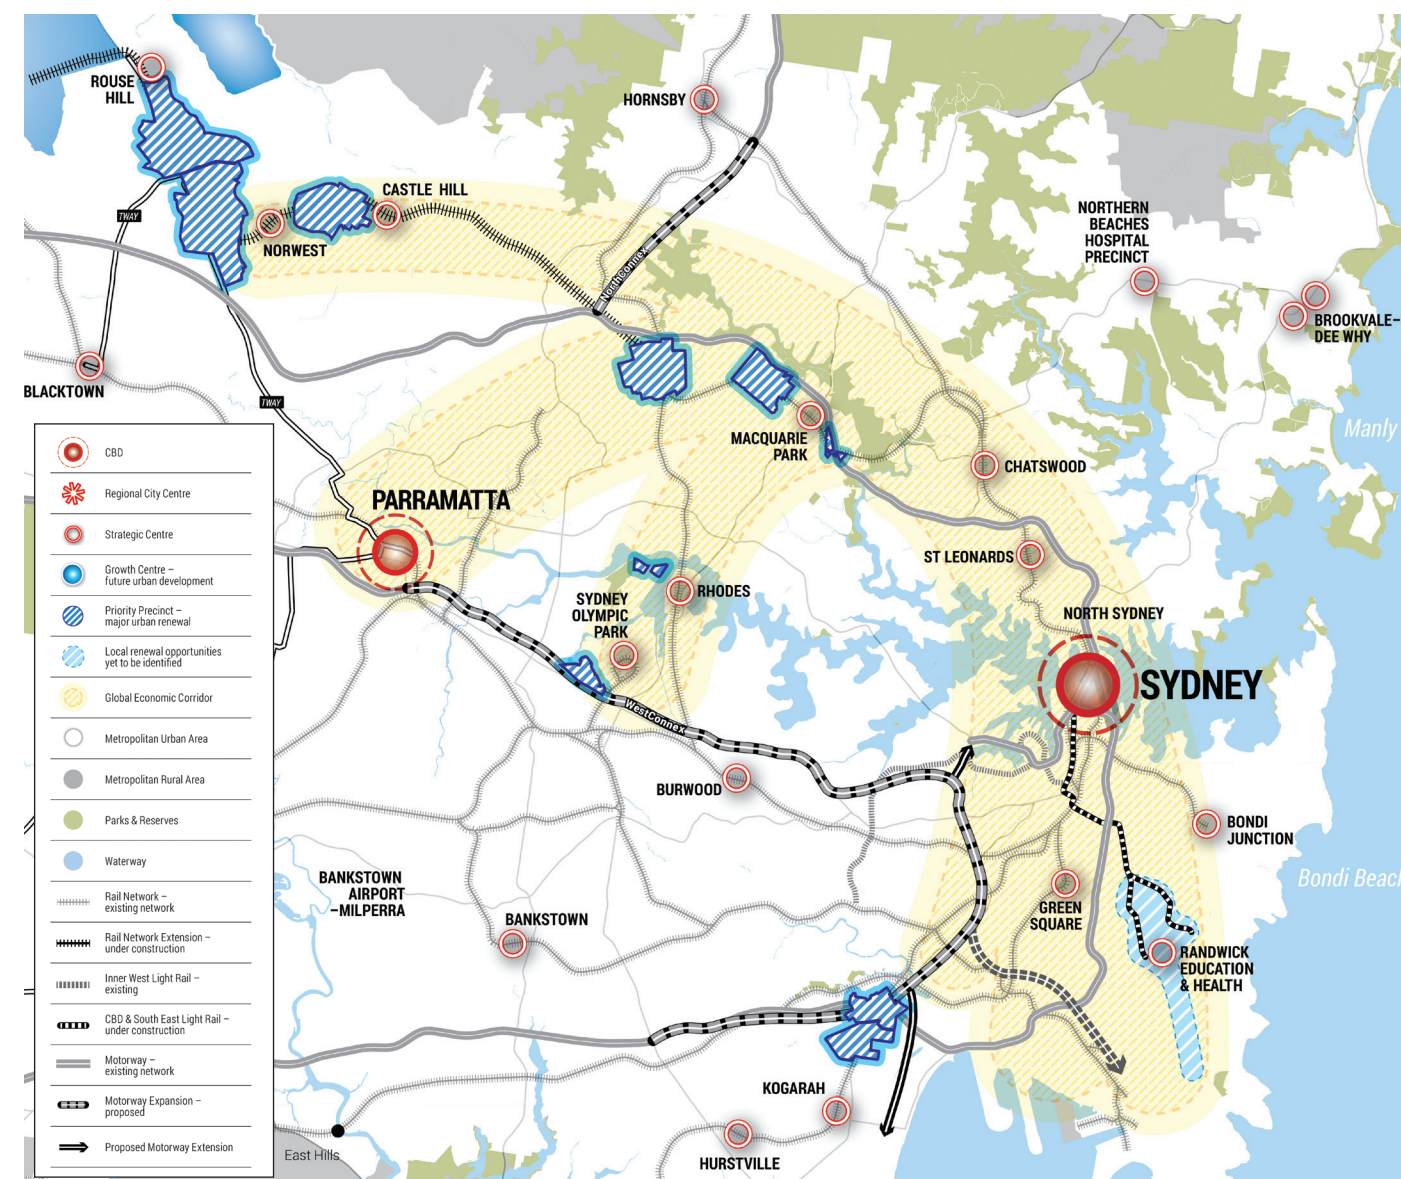 ROUSE
HILL
HORNSBY
CASTLE HILL
NORWEST
TWAY
NorthConnex
NORTHERN
BEACHES
HOSPITAL
PRECINCT
BROOKVALE–
DEE WHY
BLACKTOWN
TWAY
MACQUARIE
PARK
CHATSWOOD
Manly
PARRAMATTA
ST LEONARDS
SYDNEY
OLYMPIC
PARK
RHODES
NORTH SYDNEY
SYDNEY
WestConnex
BURWOOD
BONDI
JUNCTION
Bondi Beach
BANKSTOWN
AIRPORT
–MILPERRA
BANKSTOWN
GREEN
SQUARE
RANDWICK
EDUCATION
& HEALTH
KOGARAH
HURSTVILLE
East Hills
CBD
Regional City Centre
Strategic Centre
Growth Centre –
future urban development
Priority Precinct –
major urban renewal
Local renewal opportunities
yet to be identified
Global Economic Corridor
Metropolitan Urban Area
Metropolitan Rural Area
Parks & Reserves
Waterway
Rail Network –
existing network
Rail Network Extension –
under construction
Inner West Light Rail –
existing
CBD & South East Light Rail –
under construction
Motorway –
existing network
Motorway Expansion –
proposed
Proposed Motorway Extension